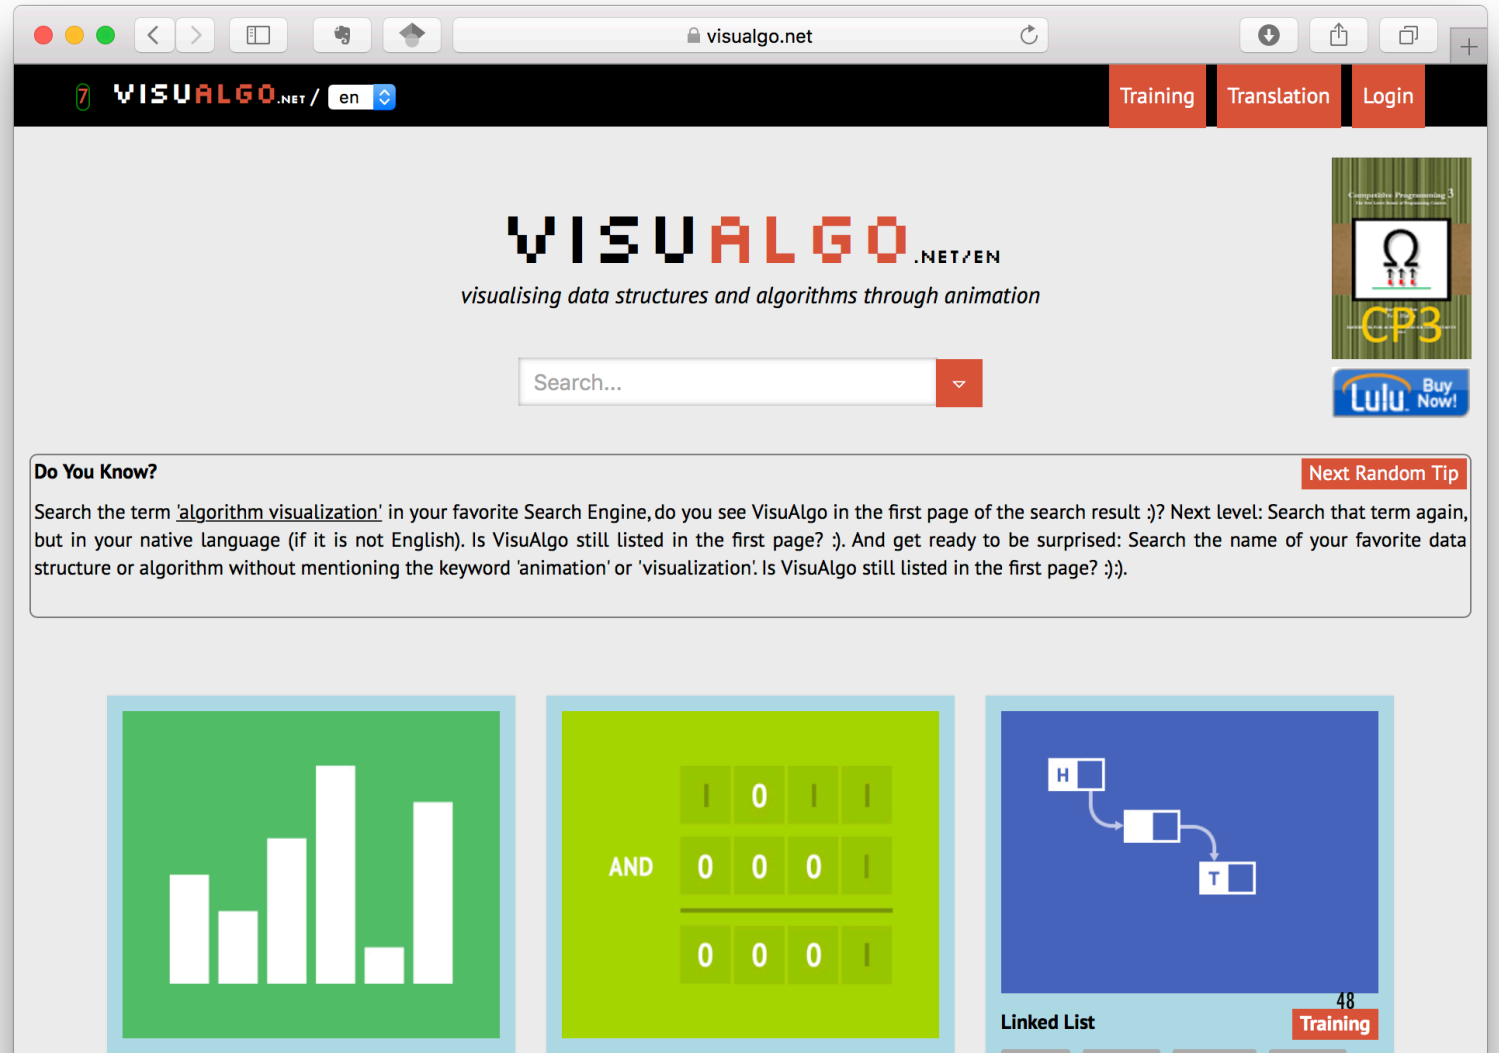 visualgo.net
7 VISUALGO.NET/ en
Training Translation Login
Competitive Programming 3
CP3
VISUALGO.NET/EN
visualising data structures and algorithms through animation
Search...
Lulu Buy Now!
Do You Know?
Next Random Tip
Search the term 'algorithm visualization' in your favorite Search Engine, do you see VisuAlgo in the first page of the search result :)? Next level: Search that term again,
but in your native language (if it is not English). Is VisuAlgo still listed in the first page? :). And get ready to be surprised: Search the name of your favorite data
structure or algorithm without mentioning the keyword 'animation' or 'visualization'. Is VisuAlgo still listed in the first page? :):).
1 0 1 1
AND 0 0 0 1
0 0 0 1
H
T
48
Linked List
Training